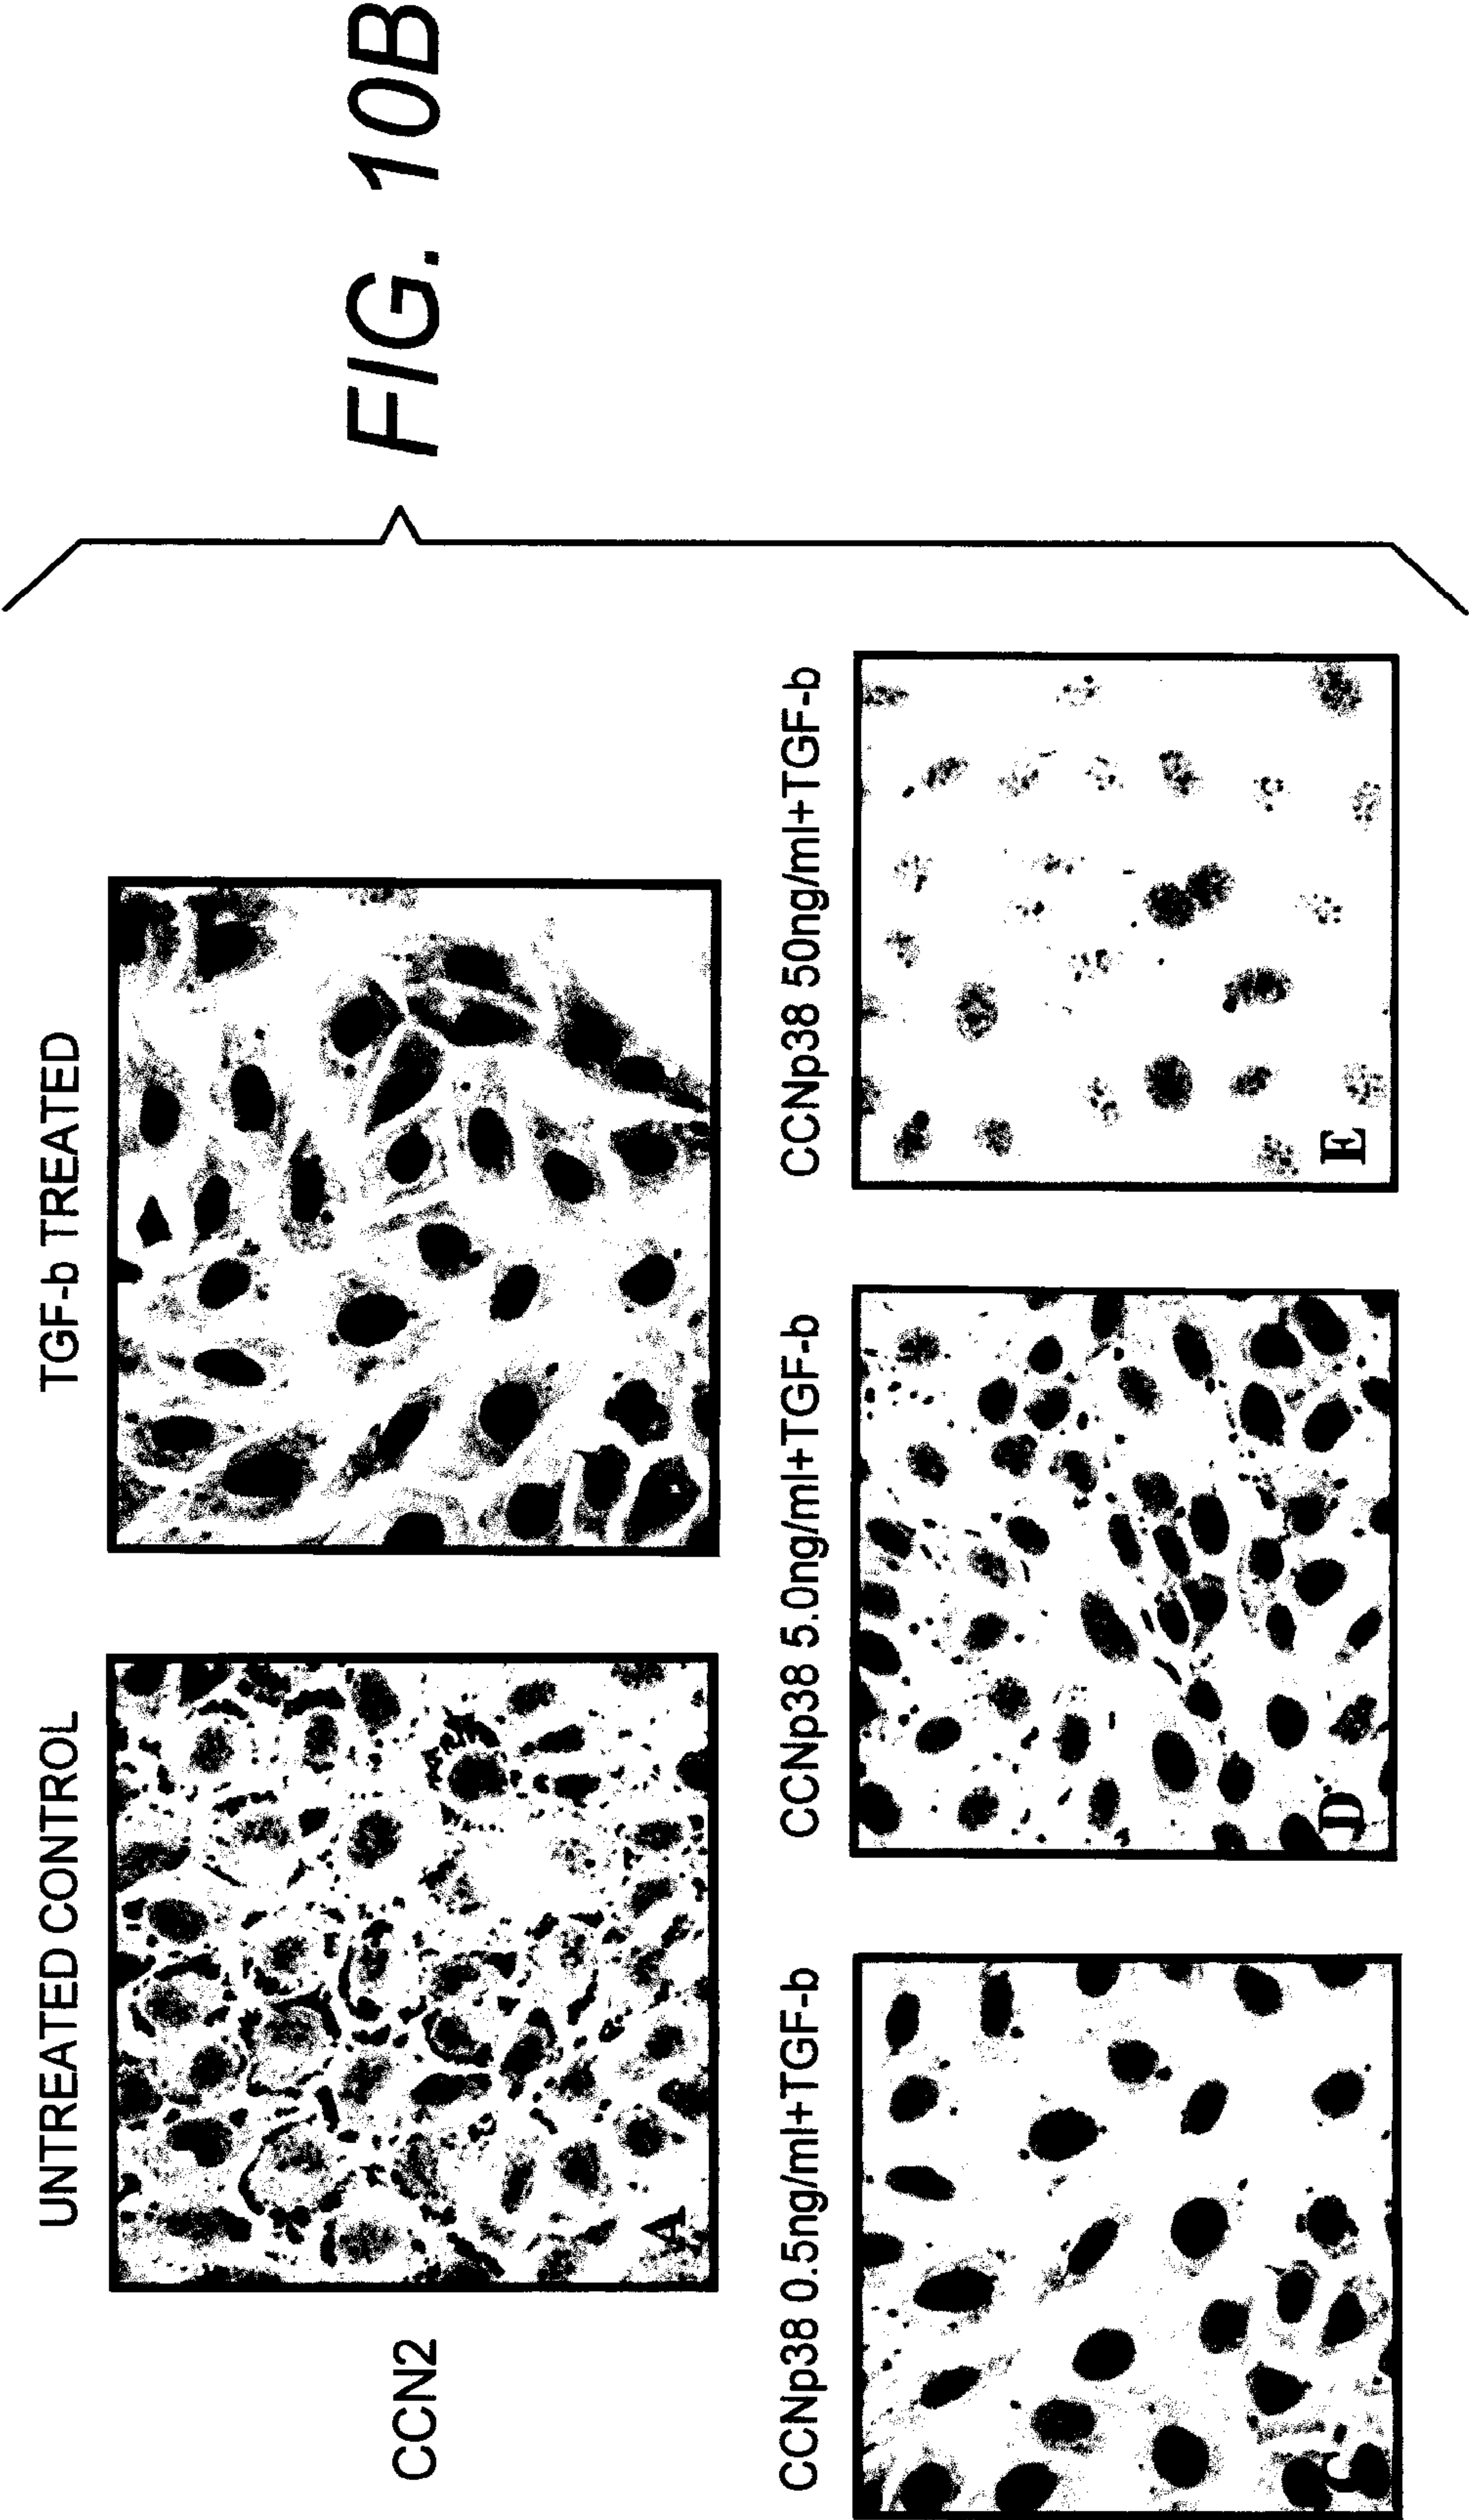 UNTREATED CONTROL
TGF-b TREATED
CCN2
A
CCNp38 0.5ng/ml+TGF-b
CCNp38 5.0ng/ml+TGF-b
CCNp38 50ng/ml+TGF-b
C
D
E
FIG. 10B